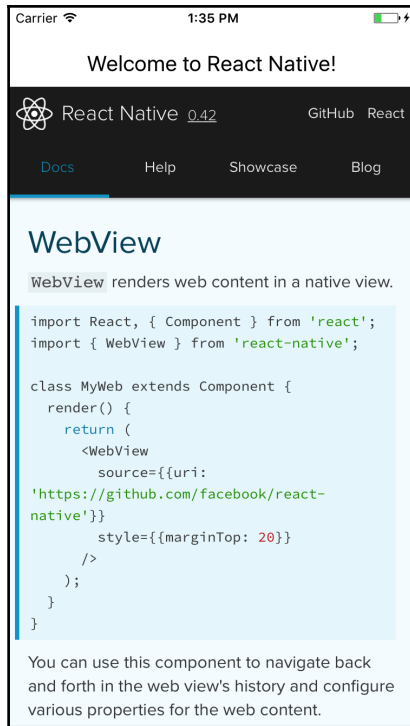 Carrier 1:35 PM
Welcome to React Native!
React Native 0.42 GitHub React
Docs Help Showcase Blog
WebView
WebView renders web content in a native view.
import React, { Component } from 'react';
import { WebView } from 'react-native';
class MyWeb extends Component {
  render() {
    return (
      <WebView
        source={{uri:
'https://github.com/facebook/react-
native'}}
        style={{marginTop: 20}}
      />
    );
  }
}
You can use this component to navigate back
and forth in the web view's history and configure
various properties for the web content.